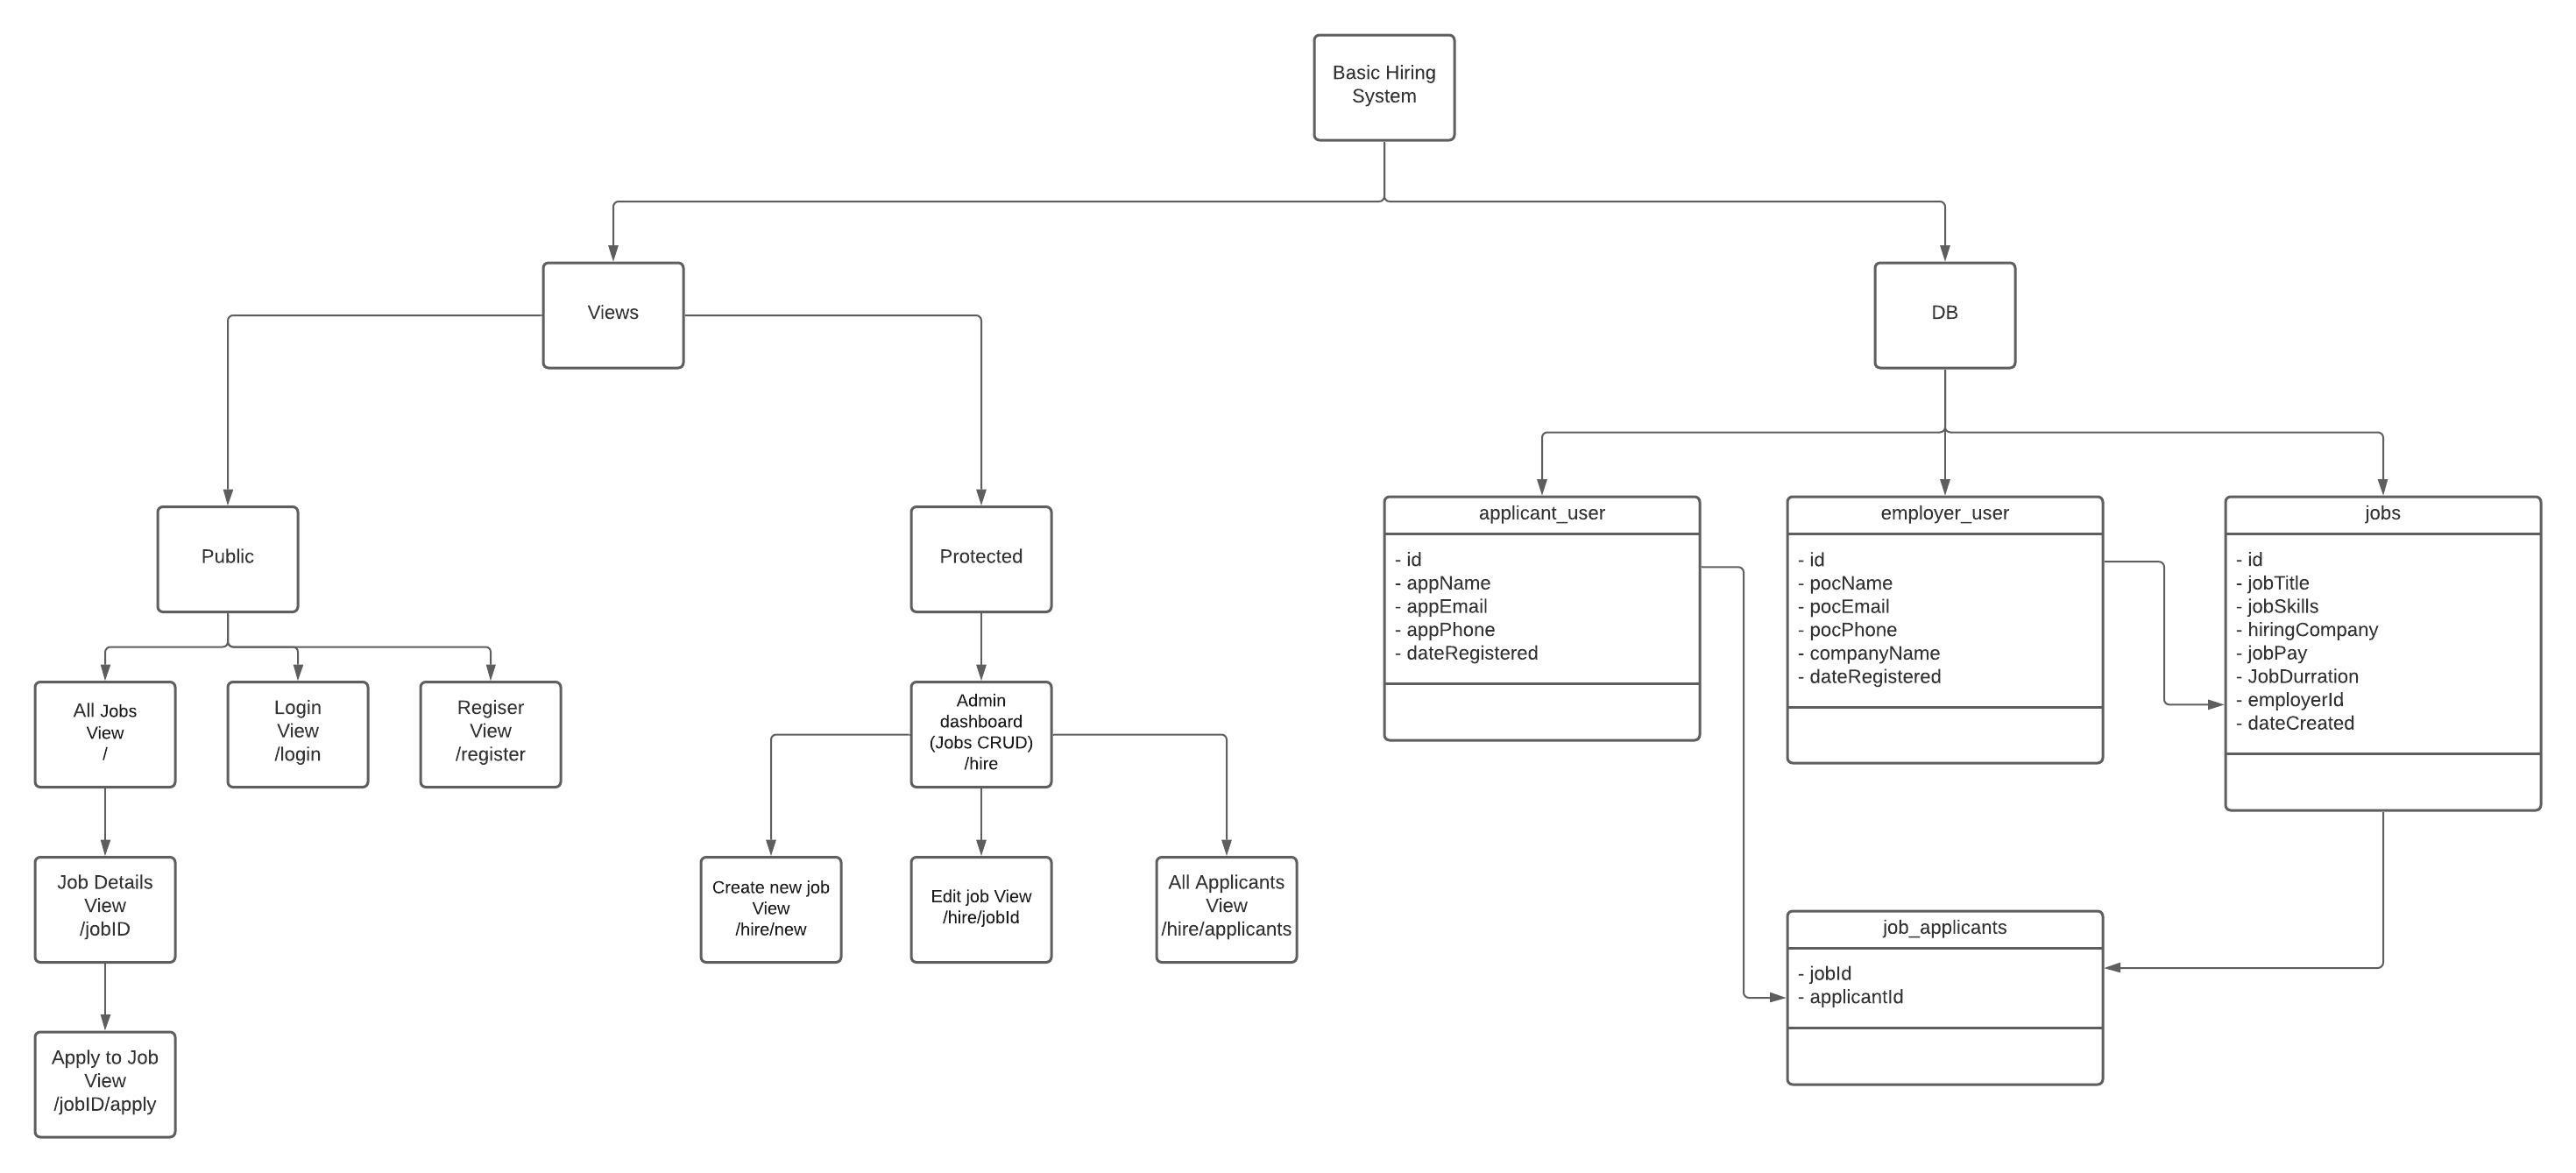 Basic Hiring
System
Views
DB
Public
Protected
applicant_user
- id
- appName
- appEmail
- appPhone
- dateRegistered
employer_user
- id
- pocName
- pocEmail
- pocPhone
- companyName
- dateRegistered
jobs
- id
- jobTitle
- jobSkills
- hiringCompany
- jobPay
- JobDurration
- employerId
- dateCreated
All Jobs
View
/
Login
View
/login
Regiser
View
/register
Admin
dashboard
(Jobs CRUD)
/hire
Job Details
View
/jobID
Create new job
View
/hire/new
Edit job View
/hire/jobId
All Applicants
View
/hire/applicants
job_applicants
- jobId
- applicantId
Apply to Job
View
/jobID/apply